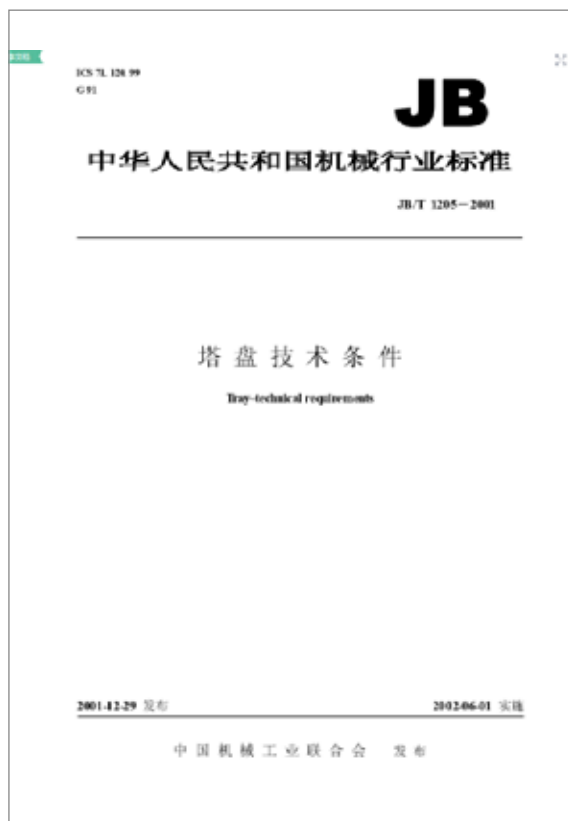 ICS 71. 120. 99
G 91
JB
中华人民共和国机械行业标准
JB/T 1205－2001
塔盘技术条件
Tray-technical requirements
2001-12-29 发布
2002-06-01 实施
中国机械工业联合会 发布